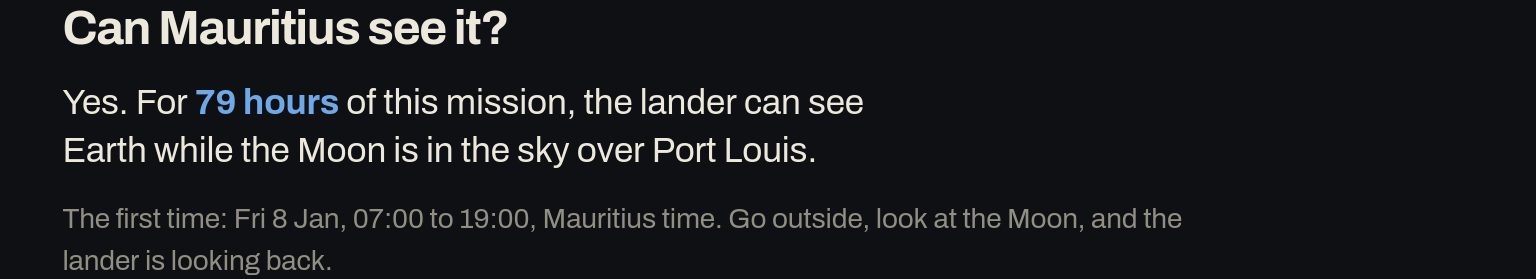 Can Mauritius see it?
Yes. For 79 hours of this mission, the lander can see
Earth while the Moon is in the sky over Port Louis.
The first time: Fri 8 Jan, 07:00 to 19:00, Mauritius time. Go outside, look at the Moon, and the
lander is looking back.